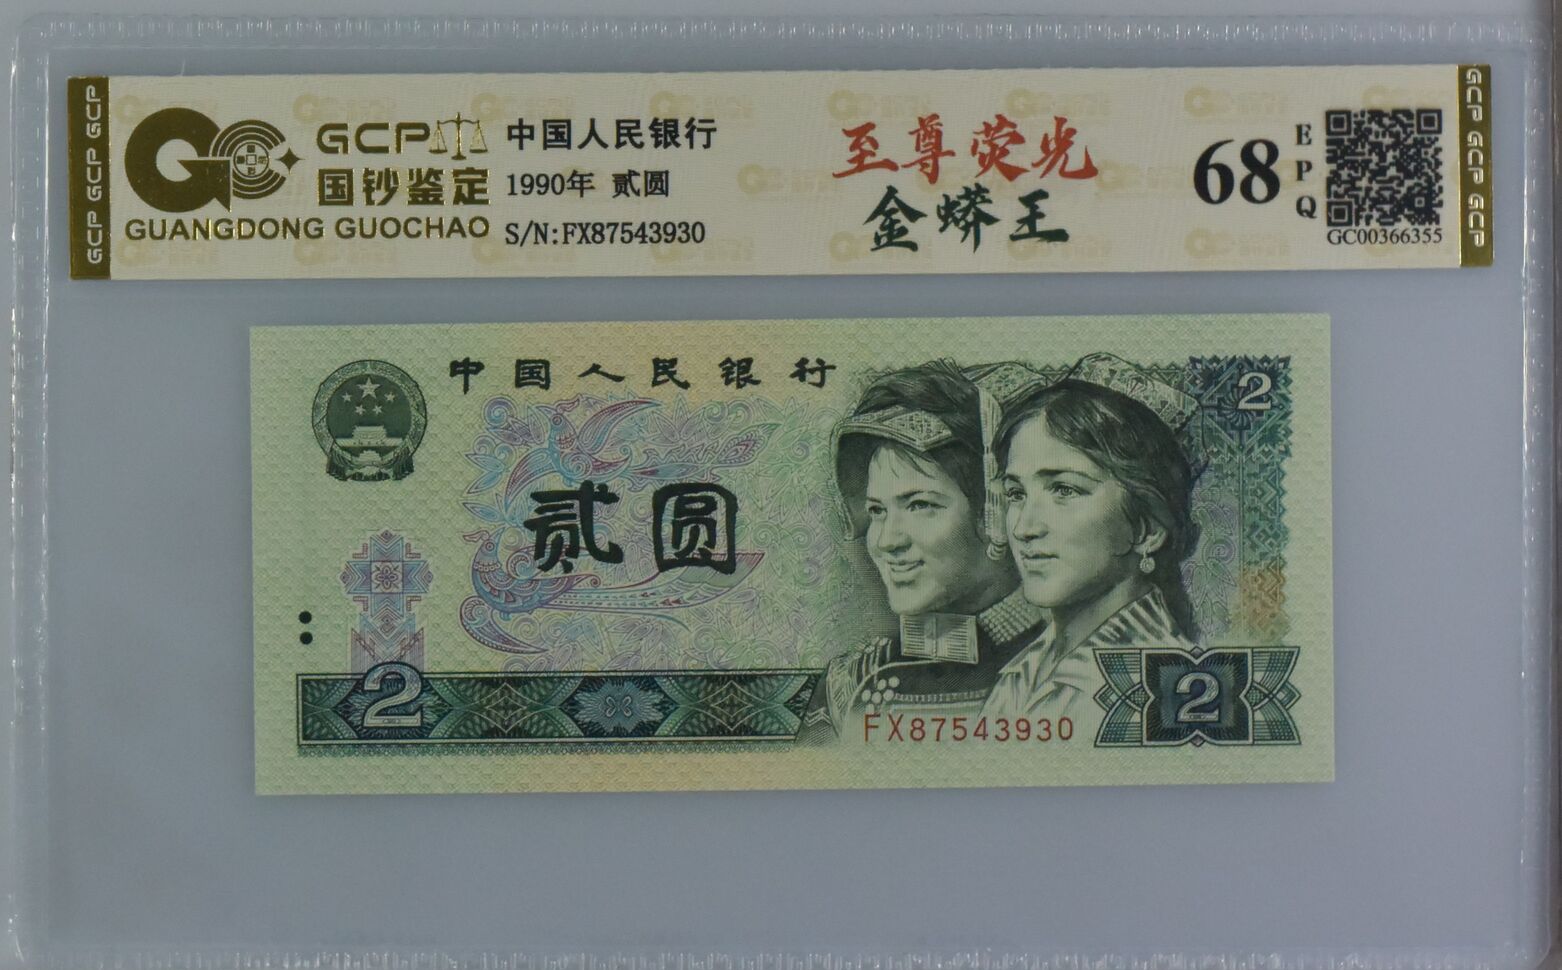 GCP GCP GCP
GCP
国钞鉴定
GUANGDONG GUOCHAO
中国人民银行
1990年 贰圆
S/N:FX87543930
至尊荧光
金蟒王
68
EPQ
GC00366355
GCP GCP GCP
中国人民银行
2
贰圆
2
FX87543930
2